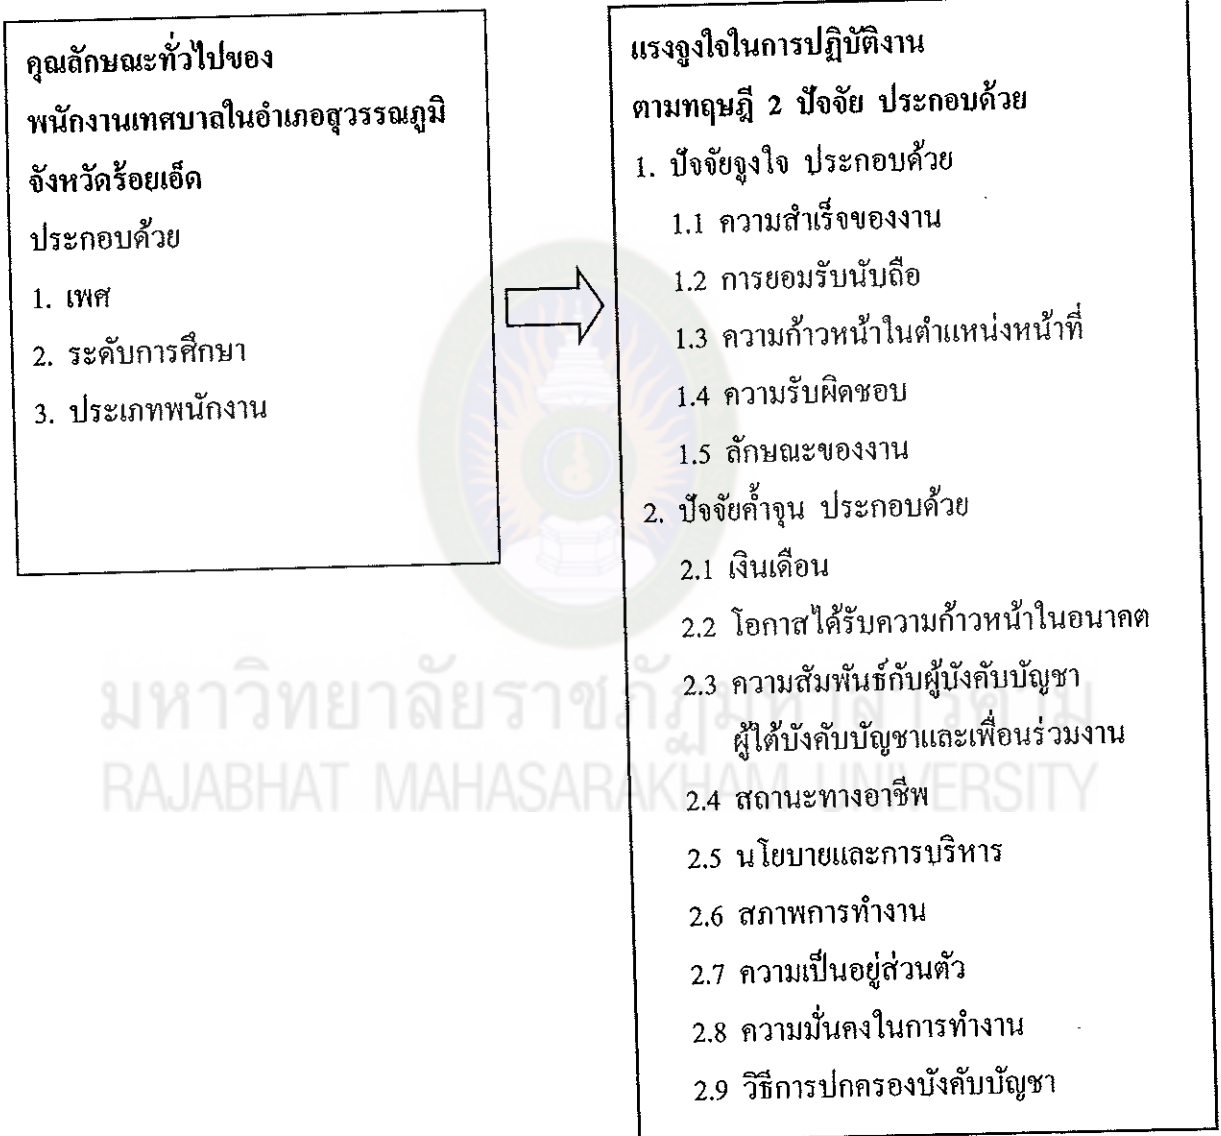 คุณลักษณะทั่วไปของ
พนักงานเทศบาลในอำเภอสุวรรณภูมิ
จังหวัดร้อยเอ็ด
ประกอบด้วย
1. เพศ
2. ระดับการศึกษา
3. ประเภทพนักงาน
แรงจูงใจในการปฏิบัติงาน
ตามทฤษฎี 2 ปัจจัย ประกอบด้วย
1. ปัจจัยจูงใจ ประกอบด้วย
1.1 ความสำเร็จของงาน
1.2 การยอมรับนับถือ
1.3 ความก้าวหน้าในตำแหน่งหน้าที่
1.4 ความรับผิดชอบ
1.5 ลักษณะของงาน
2. ปัจจัยค้ำจุน ประกอบด้วย
2.1 เงินเดือน
2.2 โอกาสได้รับความก้าวหน้าในอนาคต
2.3 ความสัมพันธ์กับผู้บังคับบัญชา
ผู้ใต้บังคับบัญชาและเพื่อนร่วมงาน
2.4 สถานะทางอาชีพ
2.5 นโยบายและการบริหาร
2.6 สภาพการทำงาน
2.7 ความเป็นอยู่ส่วนตัว
2.8 ความมั่นคงในการทำงาน
2.9 วิธีการปกครองบังคับบัญชา
มหาวิทยาลัยราชภัฏมหาสารคาม
RAJABHAT MAHASARAKHAM UNIVERSITY